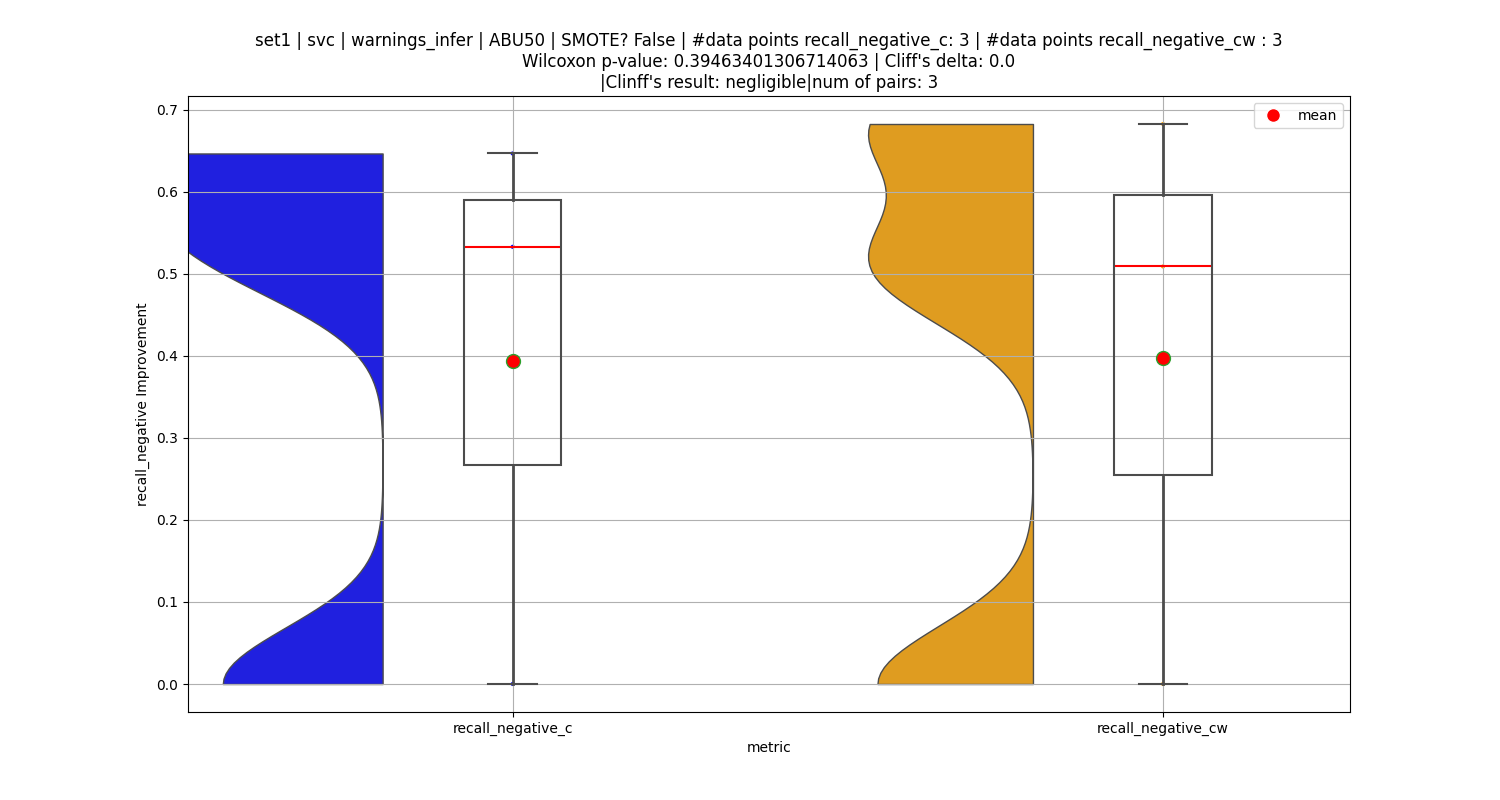 set1 | svc | warnings_infer | ABU50 | SMOTE? False | #data points recall_negative_c: 3 | #data points recall_negative_cw : 3
Wilcoxon p-value: 0.39463401306714063 | Cliff's delta: 0.0
|Clinff's result: negligible|num of pairs: 3
mean
0.7
0.6
0.5
0.4
0.3
0.2
0.1
0.0
recall_negative Improvement
recall_negative_c
recall_negative_cw
metric